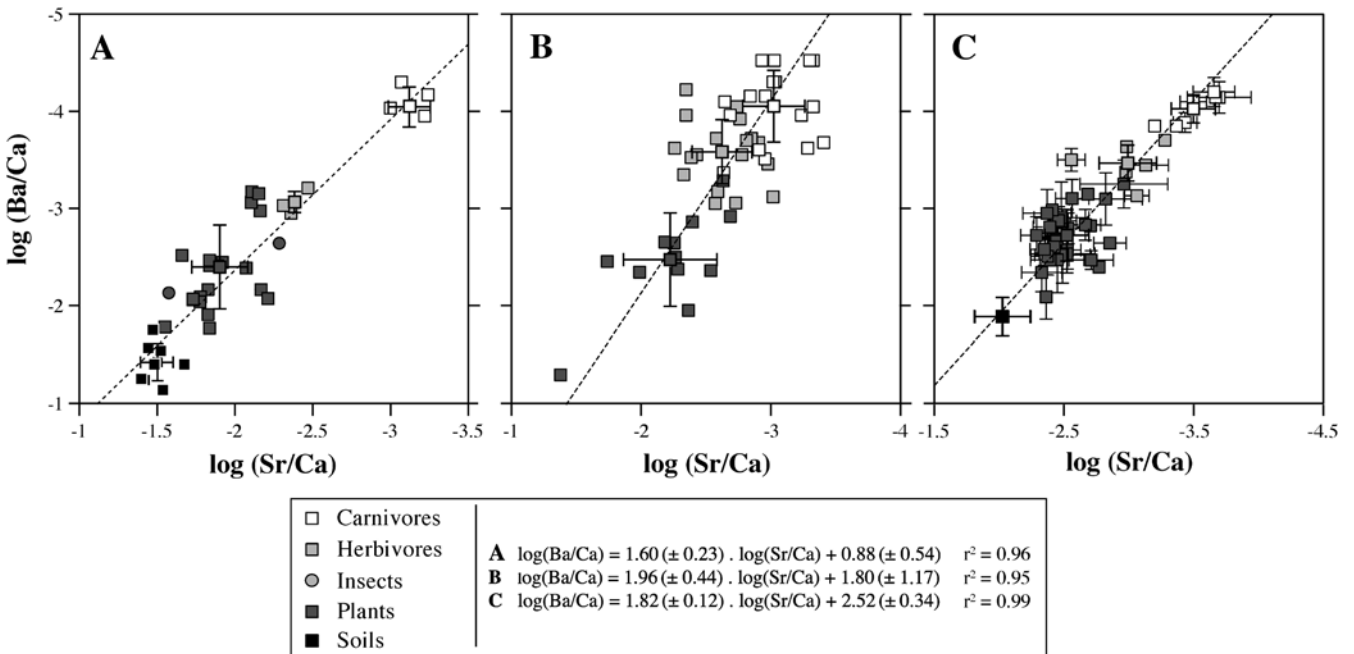 A
B
C
-5
-4
-3
-2
-1
log (Ba/Ca)
-1 -1.5 -2 -2.5 -3 -3.5
-1 -2 -3 -4
-1.5 -2.5 -3.5 -4.5
log (Sr/Ca)
log (Sr/Ca)
log (Sr/Ca)
Carnivores
Herbivores
Insects
Plants
Soils
A log(Ba/Ca) = 1.60 (± 0.23) . log(Sr/Ca) + 0.88 (± 0.54) r² = 0.96
B log(Ba/Ca) = 1.96 (± 0.44) . log(Sr/Ca) + 1.80 (± 1.17) r² = 0.95
C log(Ba/Ca) = 1.82 (± 0.12) . log(Sr/Ca) + 2.52 (± 0.34) r² = 0.99